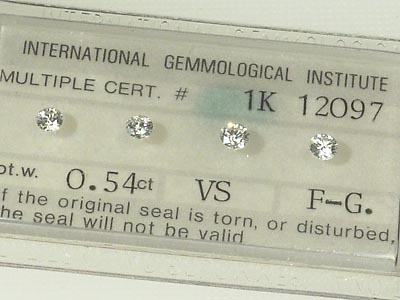 INTERNATIONAL GEMMOLOGICAL INSTITUTE
MULTIPLE CERT. # 1K 12097
ot.w. 0.54ct VS F-G.
f the original seal is torn, or disturbed,
he seal will not be valid